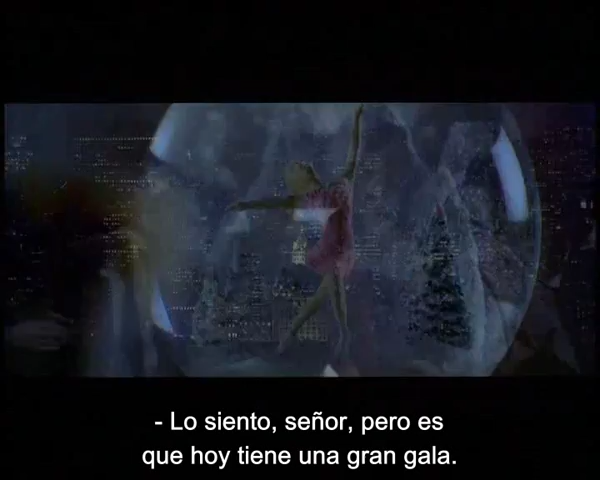 - Lo siento, señor, pero es
que hoy tiene una gran gala.